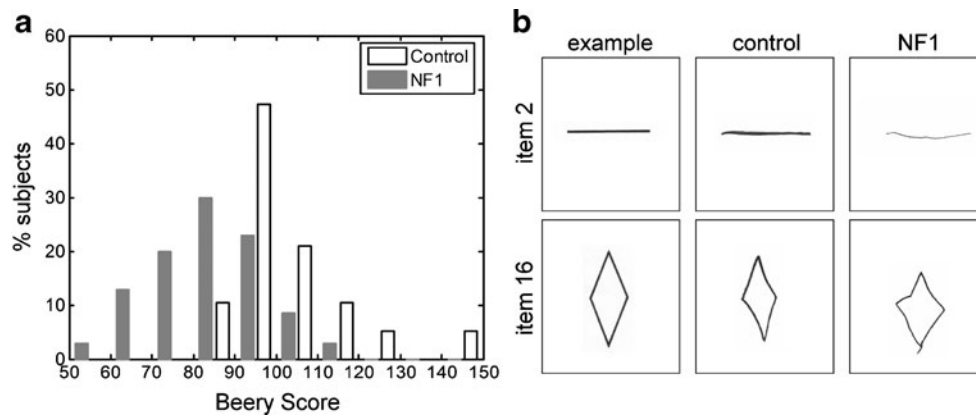 a
60
50
40
30
20
10
0
% subjects
Control
NF1
50 60 70 80 90 100 110 120 130 140 150
Beery Score
b
example control NF1
item 2
item 16